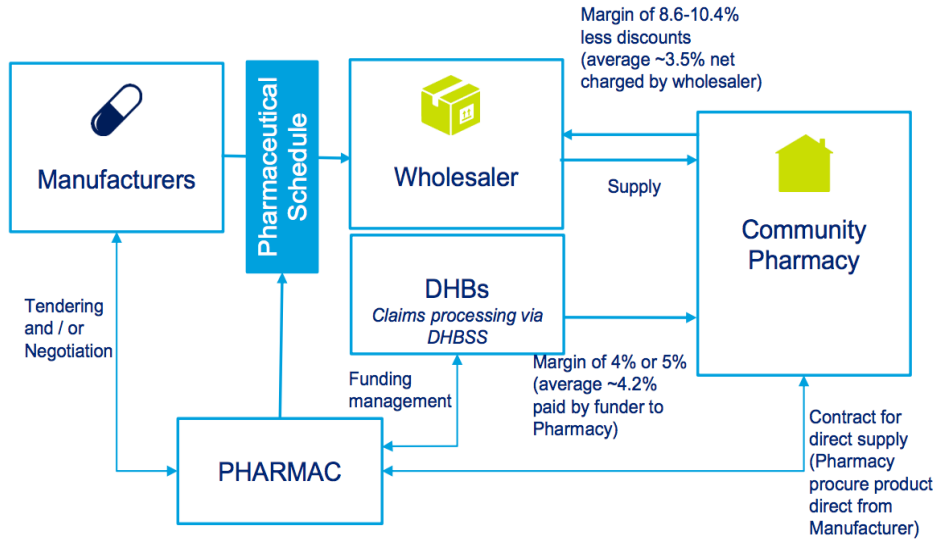 Margin of 8.6-10.4%
less discounts
(average ~3.5% net
charged by wholesaler)
Manufacturers
Pharmaceutical
Schedule
Wholesaler
Supply
Community
Pharmacy
DHBs
Claims processing via
DHBSS
Tendering
and / or
Negotiation
Funding
management
Margin of 4% or 5%
(average ~4.2%
paid by funder to
Pharmacy)
PHARMAC
Contract for
direct supply
(Pharmacy
procure product
direct from
Manufacturer)